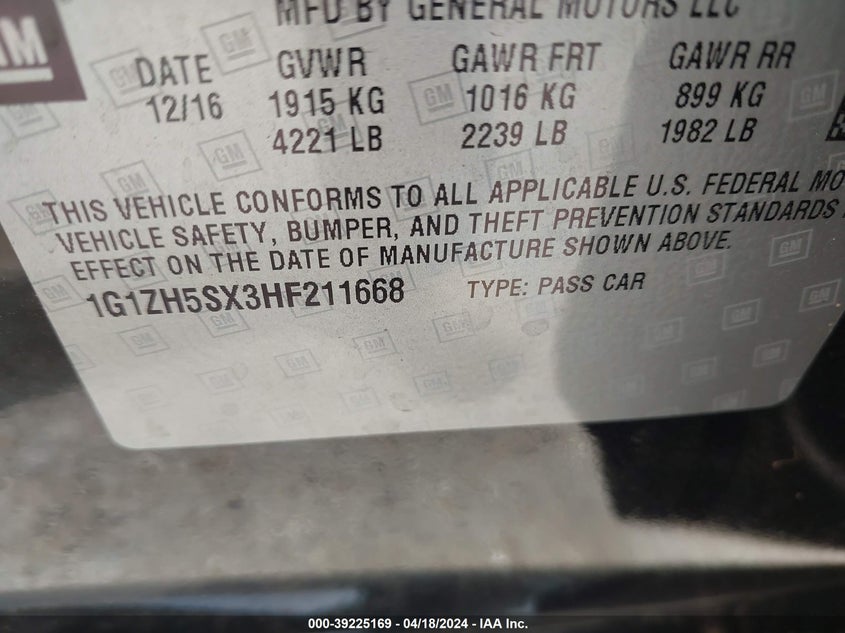 MFD BY GENERAL MOTORS LLC
GM
DATE GVWR GAWR FRT GAWR RR
12/16 1915 KG 1016 KG 899 KG
4221 LB 2239 LB 1982 LB
THIS VEHICLE CONFORMS TO ALL APPLICABLE U.S. FEDERAL MO
VEHICLE SAFETY, BUMPER, AND THEFT PREVENTION STANDARDS
EFFECT ON THE DATE OF MANUFACTURE SHOWN ABOVE.
1G1ZH5SX3HF211668 TYPE: PASS CAR
000-39225169 - 04/18/2024 - IAA Inc.